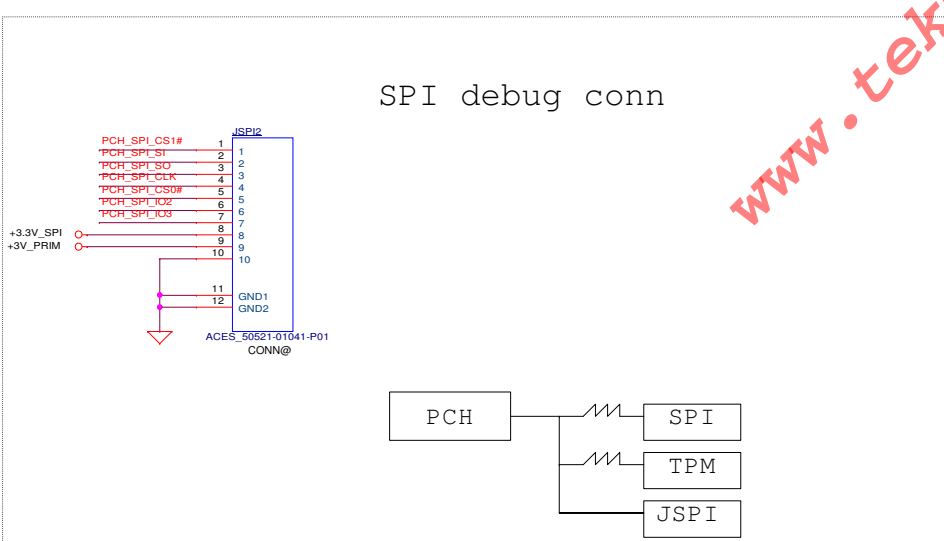 www.tek
SPI debug conn
JSPI2
PCH_SPI_CS1# 1 1
PCH_SPI_SI 2 2
PCH_SPI_SO 3 3
PCH_SPI_CLK 4 4
PCH_SPI_CS0# 5 5
PCH_SPI_IO2 6 6
PCH_SPI_IO3 7 7
+3.3V_SPI 8 8
+3V_PRIM 9 9
10 10
11 GND1
12 GND2
ACES_50521-01041-P01
CONN@
PCH SPI
TPM
JSPI